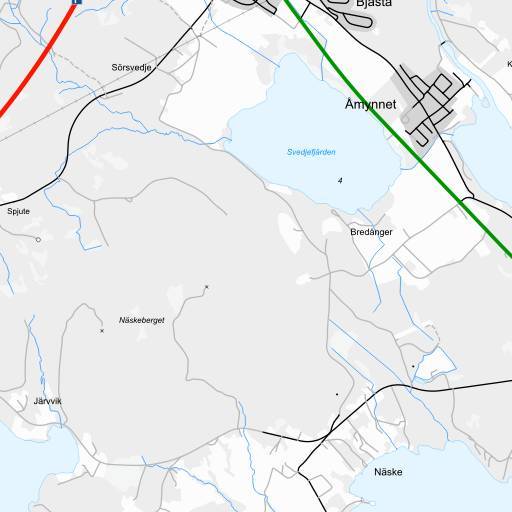 Bjästa
K
Sörsvedje
Åmynnet
Svedjefjärden
4
Spjute
Bredånger
Näskeberget
Järvvik
Näske